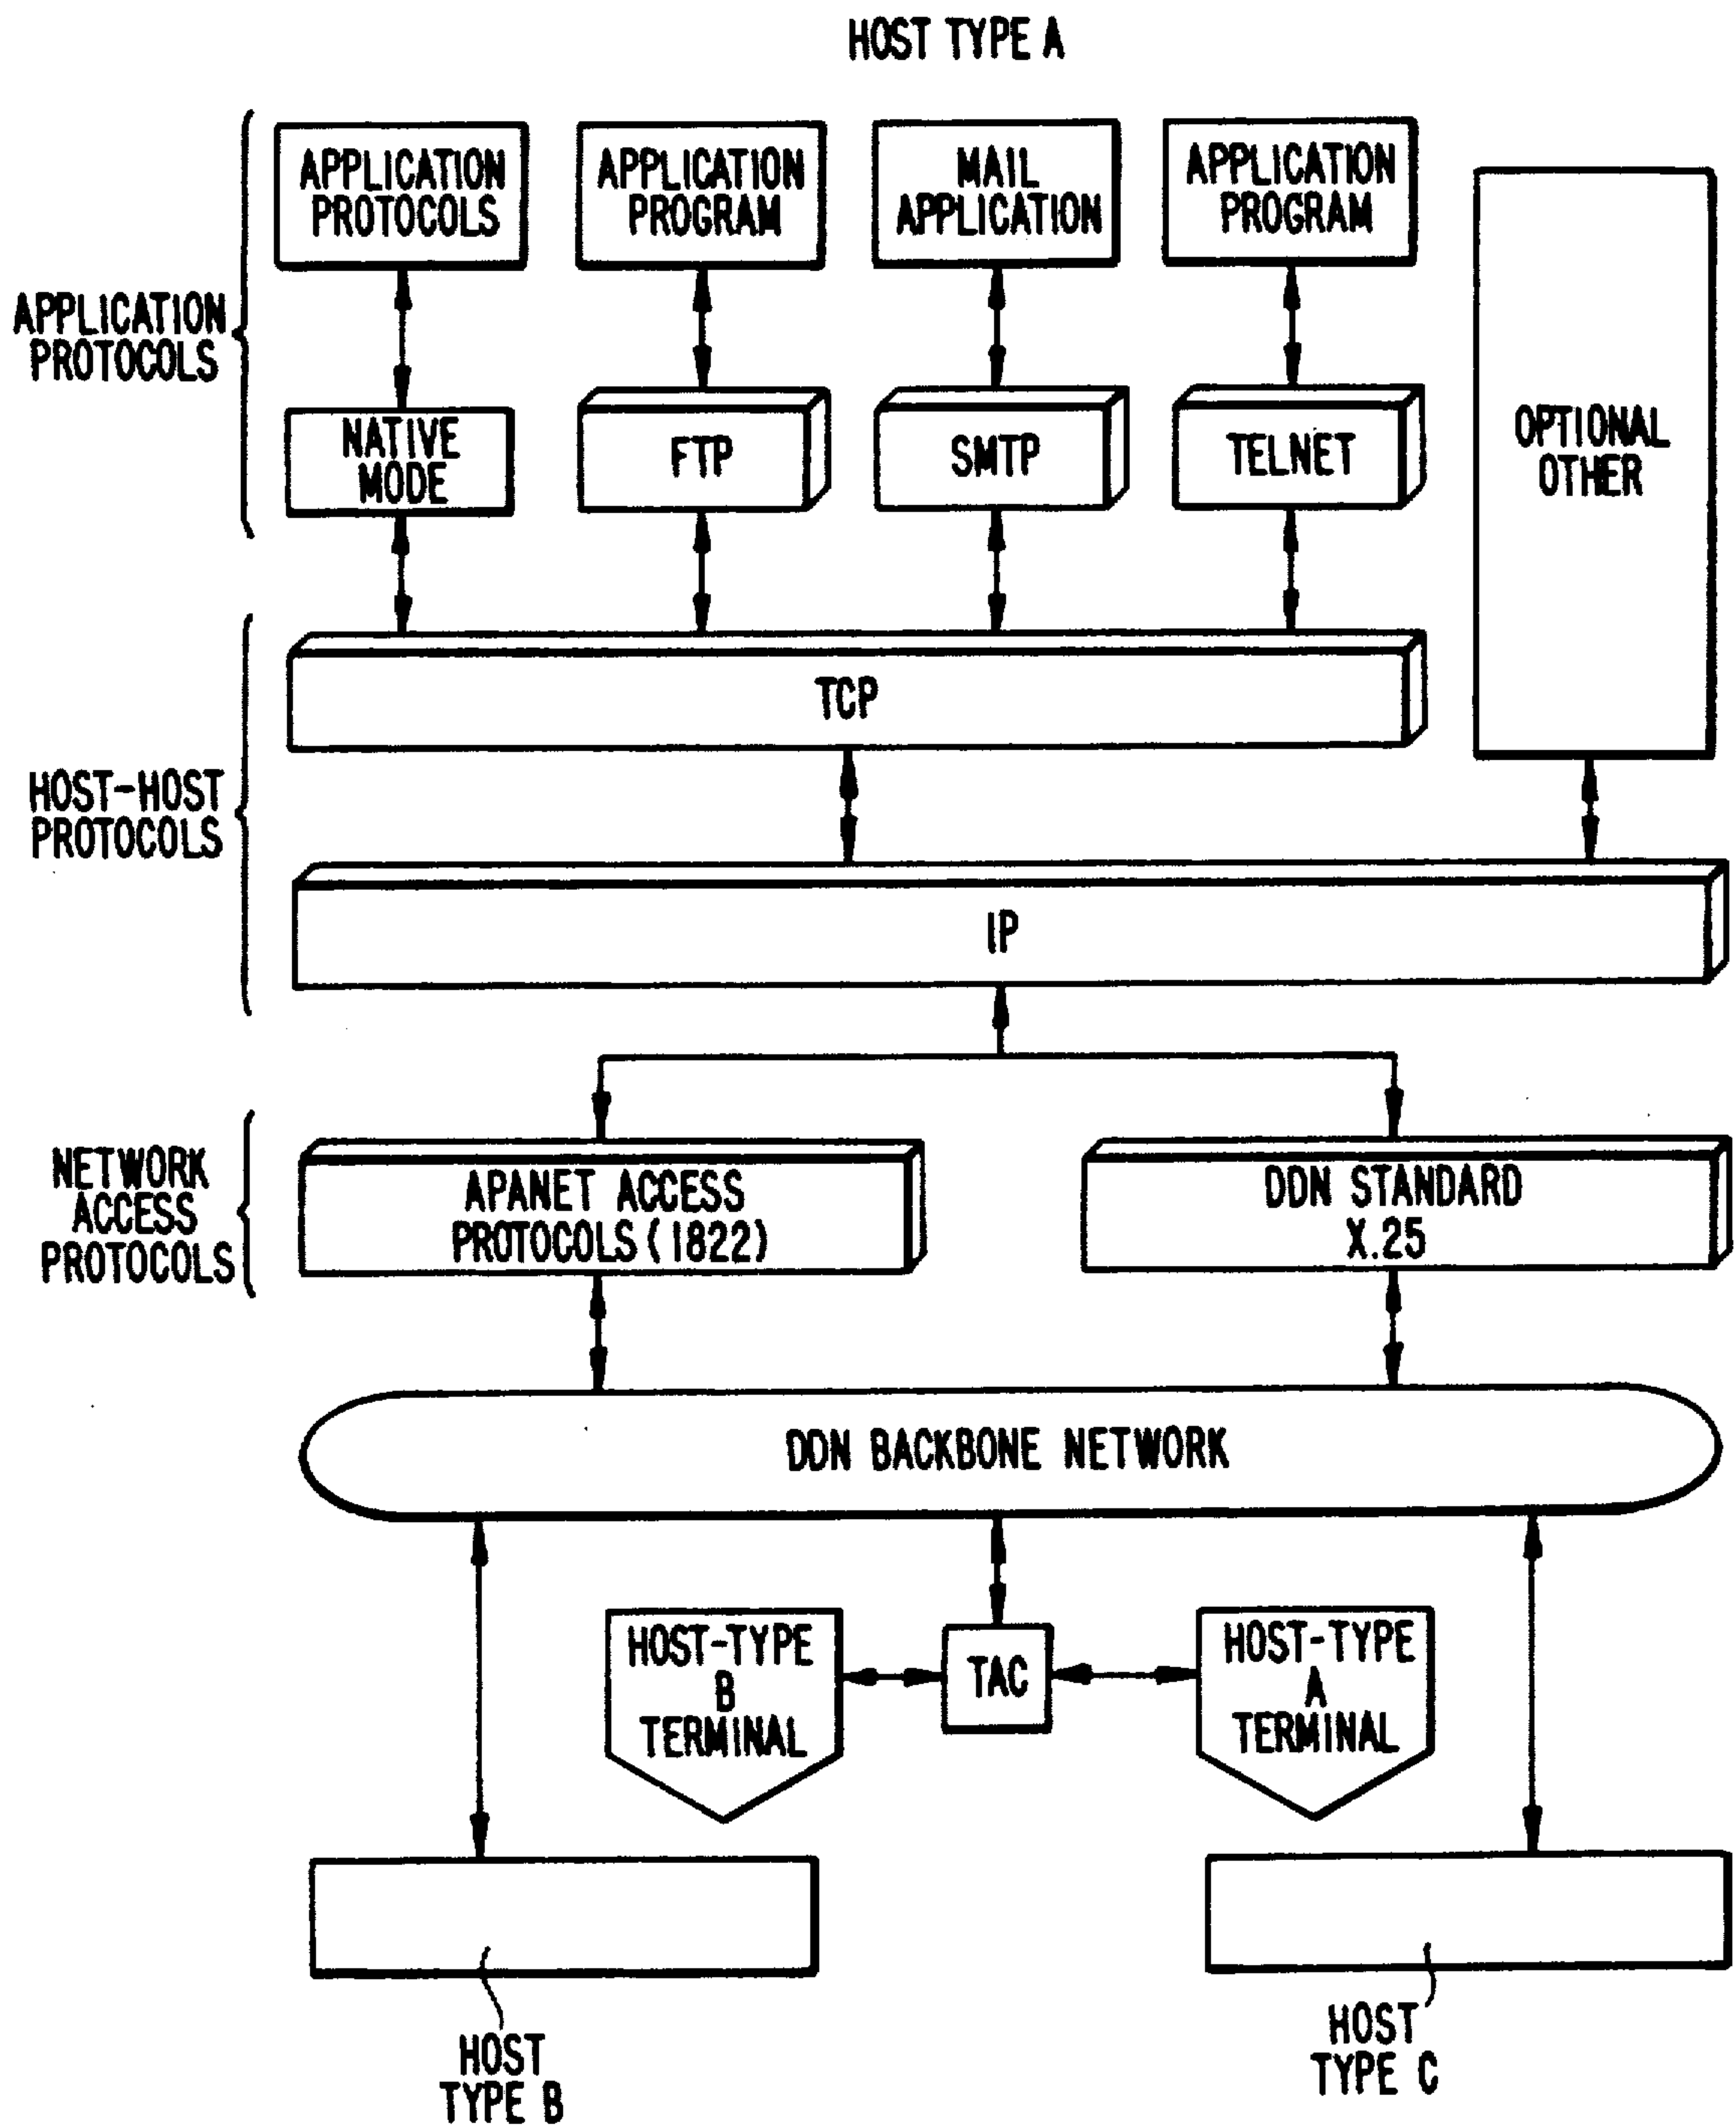 HOST TYPE A
APPLICATION
PROTOCOLS
APPLICATION
PROGRAM
MAIL
APPLICATION
APPLICATION
PROGRAM
APPLICATION
PROTOCOLS
NATIVE
MODE
FTP
SMTP
TELNET
OPTIONAL
OTHER
TCP
HOST-HOST
PROTOCOLS
IP
NETWORK
ACCESS
PROTOCOLS
APANET ACCESS
PROTOCOLS (1822)
DDN STANDARD
X.25
DDN BACKBONE NETWORK
HOST-TYPE
B
TERMINAL
TAC
HOST-TYPE
A
TERMINAL
HOST
TYPE B
HOST
TYPE C